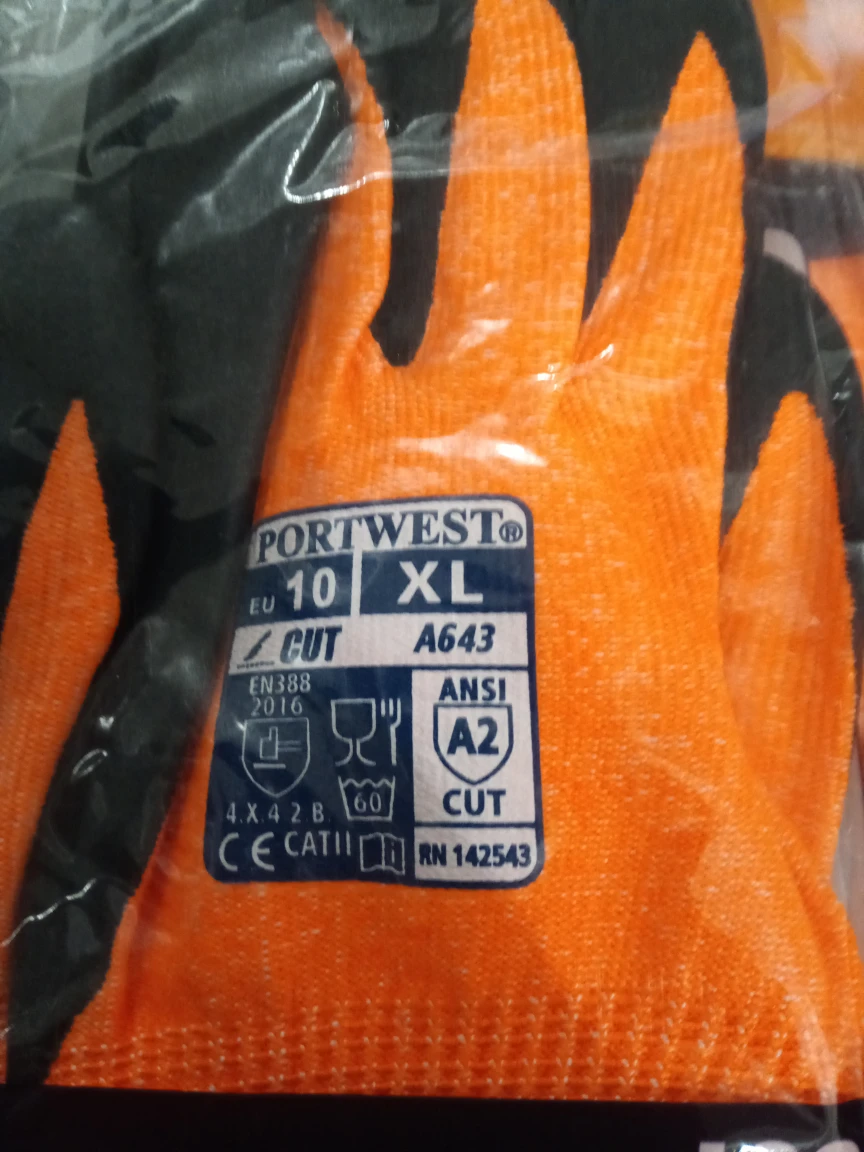 PORTWEST®
EU 10 XL
CUT A643
EN388
2016
ANSI
A2
CUT
60
4.X.4 2 B.
CE CATII
RN 142543